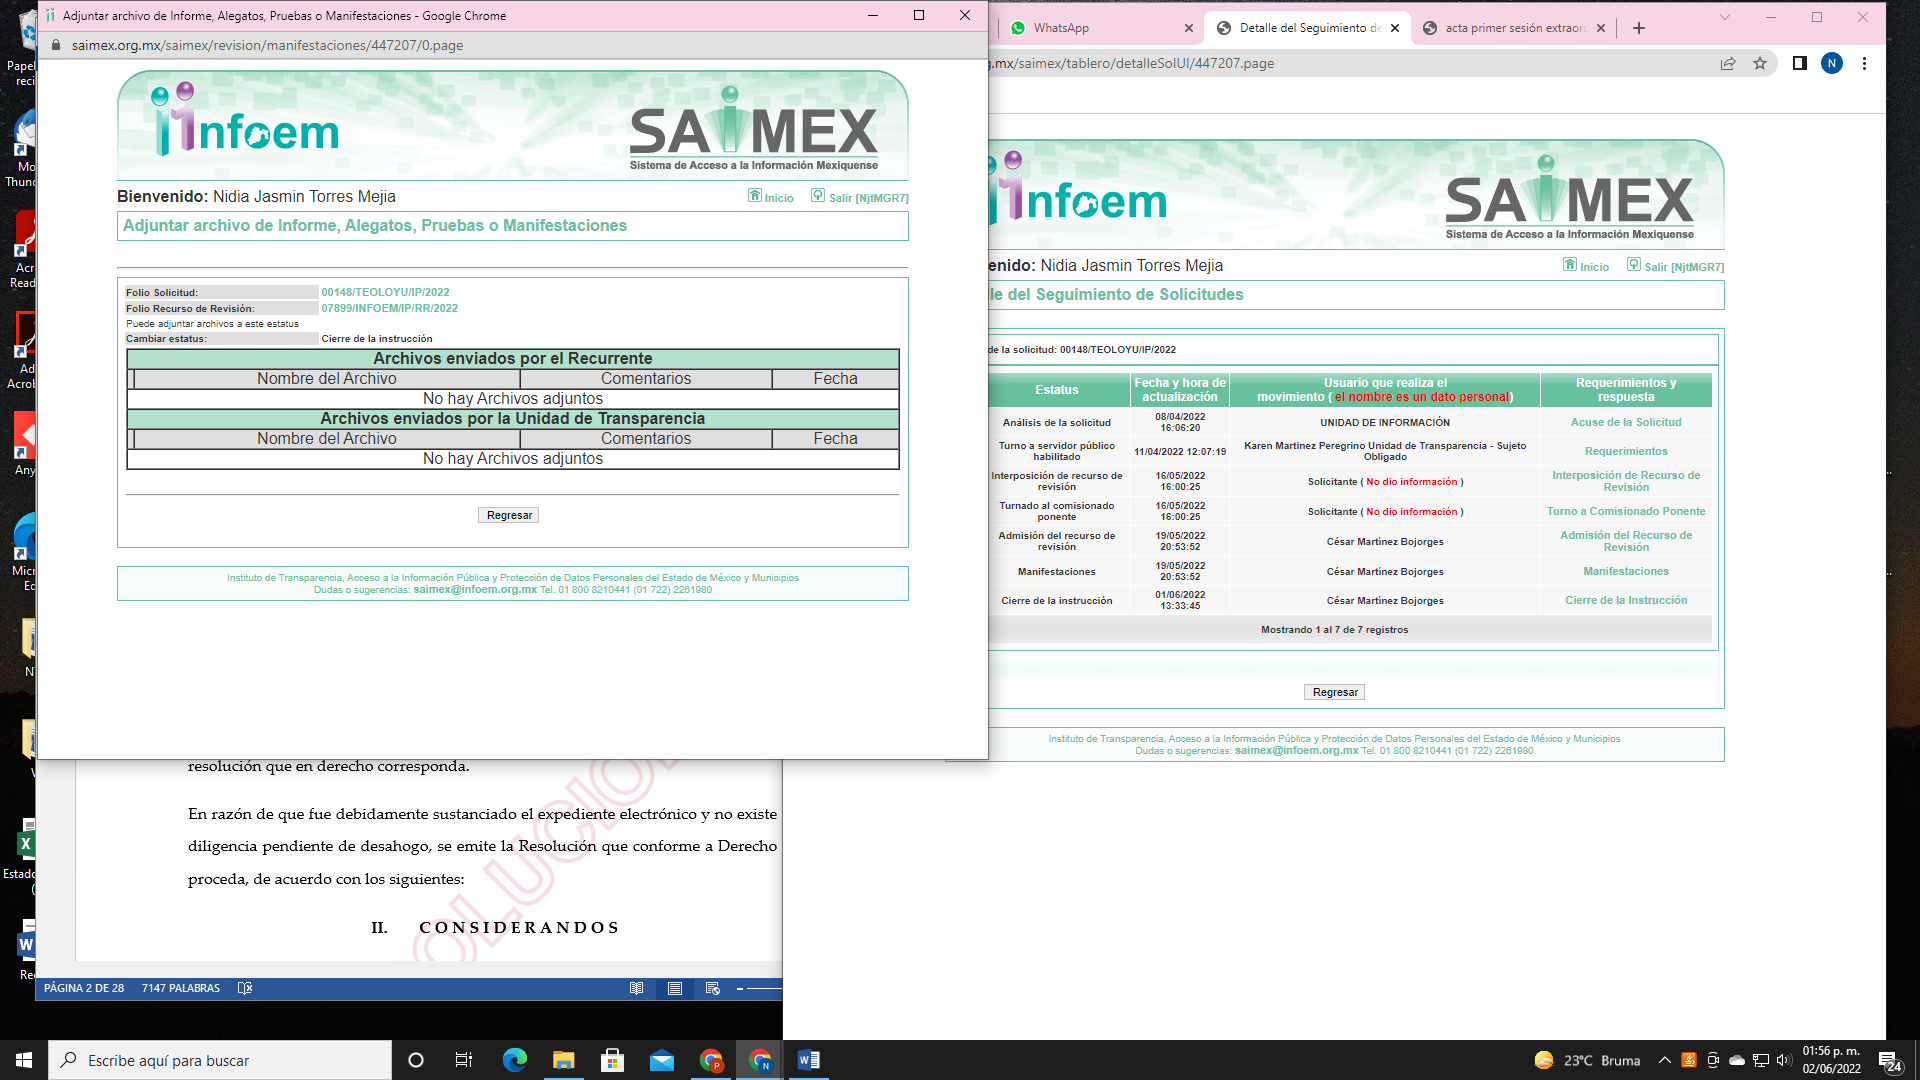 Adjuntar archivo de Informe, Alegatos, Pruebas o Manifestaciones - Google Chrome
saimex.org.mx/saimex/revision/manifestaciones/447207/0.page
infoem
SAIMEX
Sistema de Acceso a la Información Mexiquense
Bienvenido: Nidia Jasmin Torres Mejia
Inicio
Salir [NjtMGR7]
Adjuntar archivo de Informe, Alegatos, Pruebas o Manifestaciones
Folio Solicitud: 00148/TEOLOYU/IP/2022
Folio Recurso de Revisión: 07899/INFOEM/IP/RR/2022
Puede adjuntar archivos a este estatus
Cambiar estatus: Cierre de la instrucción
Archivos enviados por el Recurrente
Nombre del Archivo Comentarios Fecha
No hay Archivos adjuntos
Archivos enviados por la Unidad de Transparencia
Nombre del Archivo Comentarios Fecha
No hay Archivos adjuntos
Regresar
Instituto de Transparencia, Acceso a la Información Pública y Protección de Datos Personales del Estado de México y Municipios
Dudas o sugerencias: saimex@infoem.org.mx Tel. 01 800 8210441 (01 722) 2261980
WhatsApp
Detalle del Seguimiento de
acta primer sesión extraor
.mx/saimex/tablero/detalleSolUI/447207.page
N
infoem
SAIMEX
Sistema de Acceso a la Información Mexiquense
enido: Nidia Jasmin Torres Mejia
Inicio
Salir [NjtMGR7]
le del Seguimiento de Solicitudes
de la solicitud: 00148/TEOLOYU/IP/2022
Estatus
Fecha y hora de
actualización
Usuario que realiza el
movimiento ( el nombre es un dato personal)
Requerimientos y
respuesta
Análisis de la solicitud
08/04/2022
16:06:20
UNIDAD DE INFORMACIÓN
Acuse de la Solicitud
Turno a servidor público
habilitado
11/04/2022 12:07:19
Karen Martinez Peregrino Unidad de Transparencia - Sujeto
Obligado
Requerimientos
Interposición de recurso de
revisión
16/05/2022
16:00:25
Solicitante ( No dio información )
Interposición de Recurso de
Revisión
Turnado al comisionado
ponente
16/05/2022
16:00:25
Solicitante ( No dio información )
Turno a Comisionado Ponente
Admisión del recurso de
revisión
19/05/2022
20:53:52
César Martínez Bojorges
Admisión del Recurso de
Revisión
Manifestaciones
19/05/2022
20:53:52
César Martínez Bojorges
Manifestaciones
Cierre de la instrucción
01/06/2022
13:33:45
César Martínez Bojorges
Cierre de la Instrucción
Mostrando 1 al 7 de 7 registros
Regresar
Instituto de Transparencia, Acceso a la Información Pública y Protección de Datos Personales del Estado de México y Municipios
Dudas o sugerencias: saimex@infoem.org.mx Tel. 01 800 8210441 (01 722) 2261980
resolución que en derecho corresponda.
En razón de que fue debidamente sustanciado el expediente electrónico y no existe
diligencia pendiente de desahogo, se emite la Resolución que conforme a Derecho
proceda, de acuerdo con los siguientes:
II. CONSIDERANDOS
OLUCIO
PÁGINA 2 DE 28
7147 PALABRAS
Escribe aquí para buscar
23°C Bruma
01:56 p. m.
02/06/2022
24